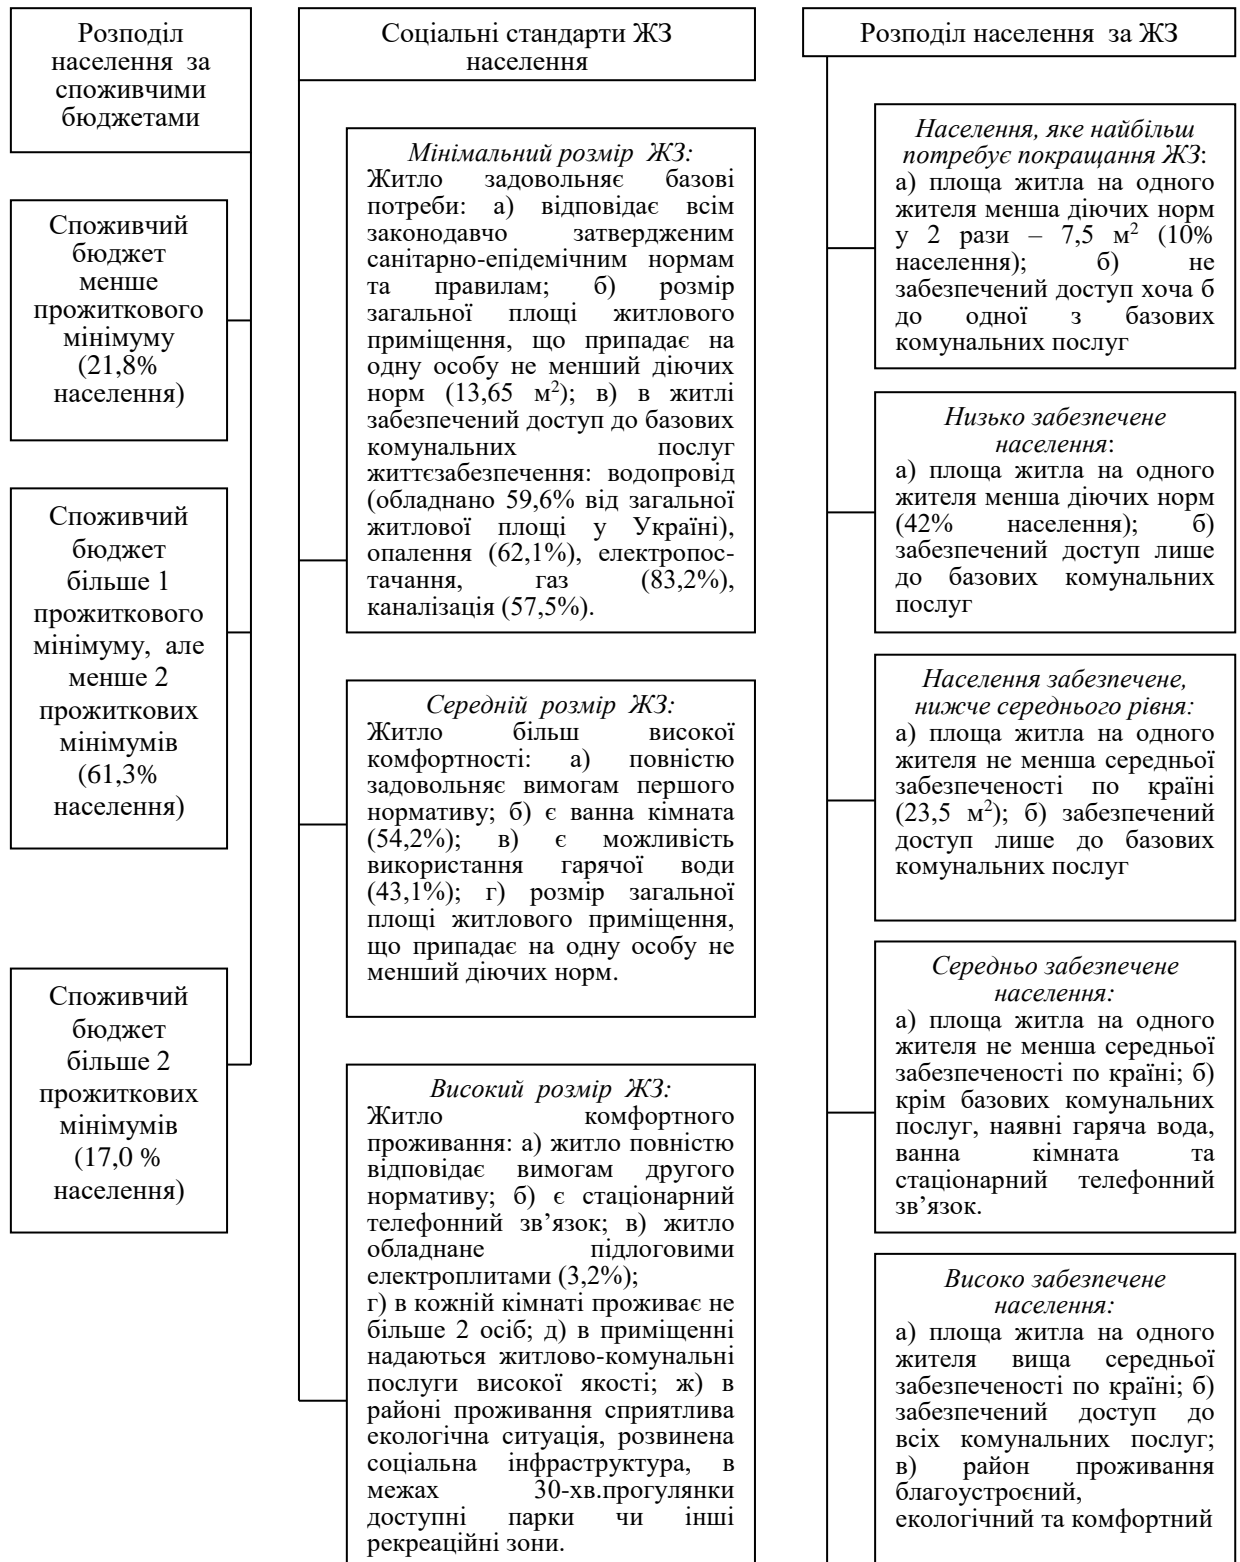 Розподіл
населення за
споживчими
бюджетами
Споживчий
бюджет
менше
прожиткового
мінімуму
(21,8%
населення)
Споживчий
бюджет
більше 1
прожиткового
мінімуму, але
менше 2
прожиткових
мінімумів
(61,3%
населення)
Споживчий
бюджет
більше 2
прожиткових
мінімумів
(17,0 %
населення)
Соціальні стандарти ЖЗ
населення
Мінімальний розмір ЖЗ:
Житло задовольняє базові
потреби: а) відповідає всім
законодавчо затвердженим
санітарно-епідемічним нормам
та правилам; б) розмір
загальної площі житлового
приміщення, що припадає на
одну особу не менший діючих
норм (13,65 м²); в) в житлі
забезпечений доступ до базових
комунальних послуг
життєзабезпечення: водопровід
(обладнано 59,6% від загальної
житлової площі у Україні),
опалення (62,1%), електропос-
тачання, газ (83,2%),
каналізація (57,5%).
Середній розмір ЖЗ:
Житло більш високої
комфортності: а) повністю
задовольняє вимогам першого
нормативу; б) є ванна кімната
(54,2%); в) є можливість
використання гарячої води
(43,1%); г) розмір загальної
площі житлового приміщення,
що припадає на одну особу не
менший діючих норм.
Високий розмір ЖЗ:
Житло комфортного
проживання: а) житло повністю
відповідає вимогам другого
нормативу; б) є стаціонарний
телефонний зв’язок; в) житло
обладнане підлоговими
електроплитами (3,2%);
г) в кожній кімнаті проживає не
більше 2 осіб; д) в приміщенні
надаються житлово-комунальні
послуги високої якості; ж) в
районі проживання сприятлива
екологічна ситуація, розвинена
соціальна інфраструктура, в
межах 30-хв.прогулянки
доступні парки чи інші
рекреаційні зони.
Розподіл населення за ЖЗ
Населення, яке найбільш
потребує покращання ЖЗ:
а) площа житла на одного
жителя менша діючих норм
у 2 рази – 7,5 м² (10%
населення); б) не
забезпечений доступ хоча б
до одної з базових
комунальних послуг
Низько забезпечене
населення:
а) площа житла на одного
жителя менша діючих норм
(42% населення); б)
забезпечений доступ лише
до базових комунальних
послуг
Населення забезпечене,
нижче середнього рівня:
а) площа житла на одного
жителя не менша середньої
забезпеченості по країні
(23,5 м²); б) забезпечений
доступ лише до базових
комунальних послуг
Середньо забезпечене
населення:
а) площа житла на одного
жителя не менша середньої
забезпеченості по країні; б)
крім базових комунальних
послуг, наявні гаряча вода,
ванна кімната та
стаціонарний телефонний
зв’язок.
Високо забезпечене
населення:
а) площа житла на одного
жителя вища середньої
забезпеченості по країні; б)
забезпечений доступ до
всіх комунальних послуг;
в) район проживання
благоустроєний,
екологічний та комфортний